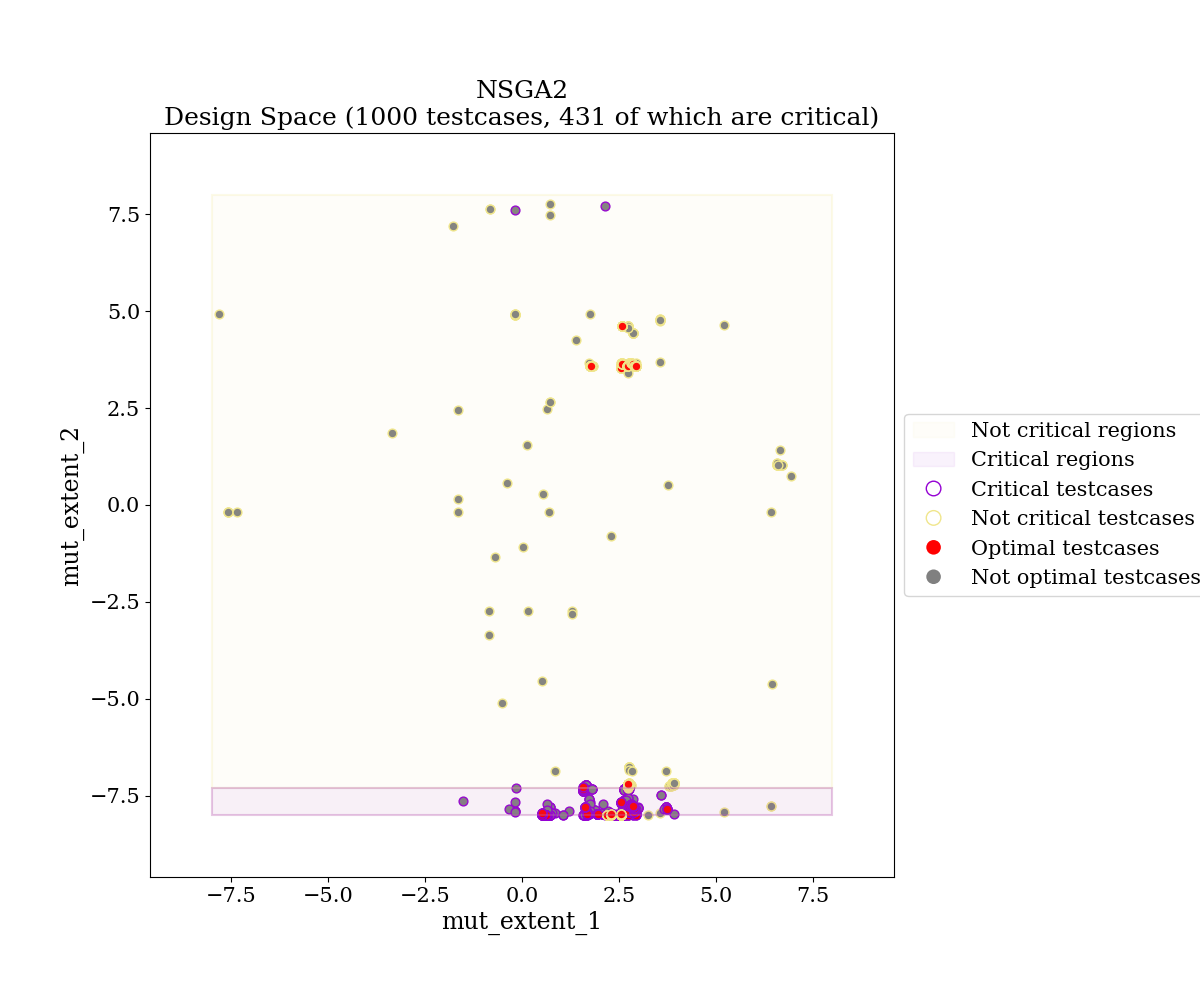 NSGA2
Design Space (1000 testcases, 431 of which are critical)
mut_extent_2
7.5
5.0
2.5
0.0
−2.5
−5.0
−7.5
−7.5
−5.0
−2.5
0.0
2.5
5.0
7.5
mut_extent_1
Not critical regions
Critical regions
Critical testcases
Not critical testcases
Optimal testcases
Not optimal testcases